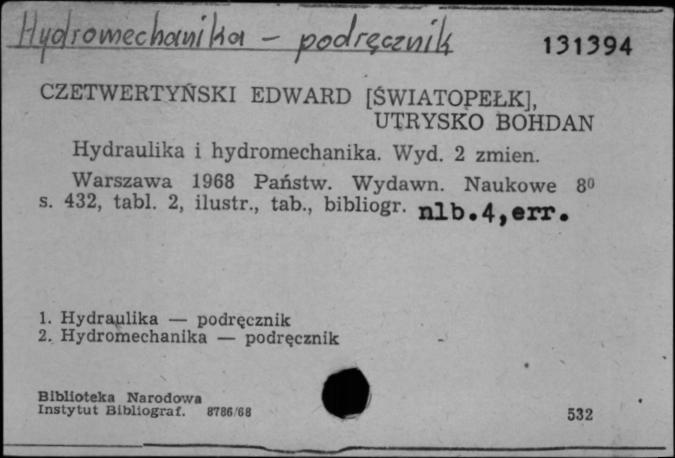 Hydromechanika - podręcznik 131394
CZETWERTYŃSKI EDWARD [ŚWIATOPEŁK],
UTRYSKO BOHDAN
Hydraulika i hydromechanika. Wyd. 2 zmien.
Warszawa 1968 Państw. Wydawn. Naukowe 8⁰
s. 432, tabl. 2, ilustr., tab., bibliogr. nlb.4,err.
1. Hydraulika — podręcznik
2. Hydromechanika — podręcznik
Biblioteka Narodowa
Instytut Bibliograf. 8786/68 532